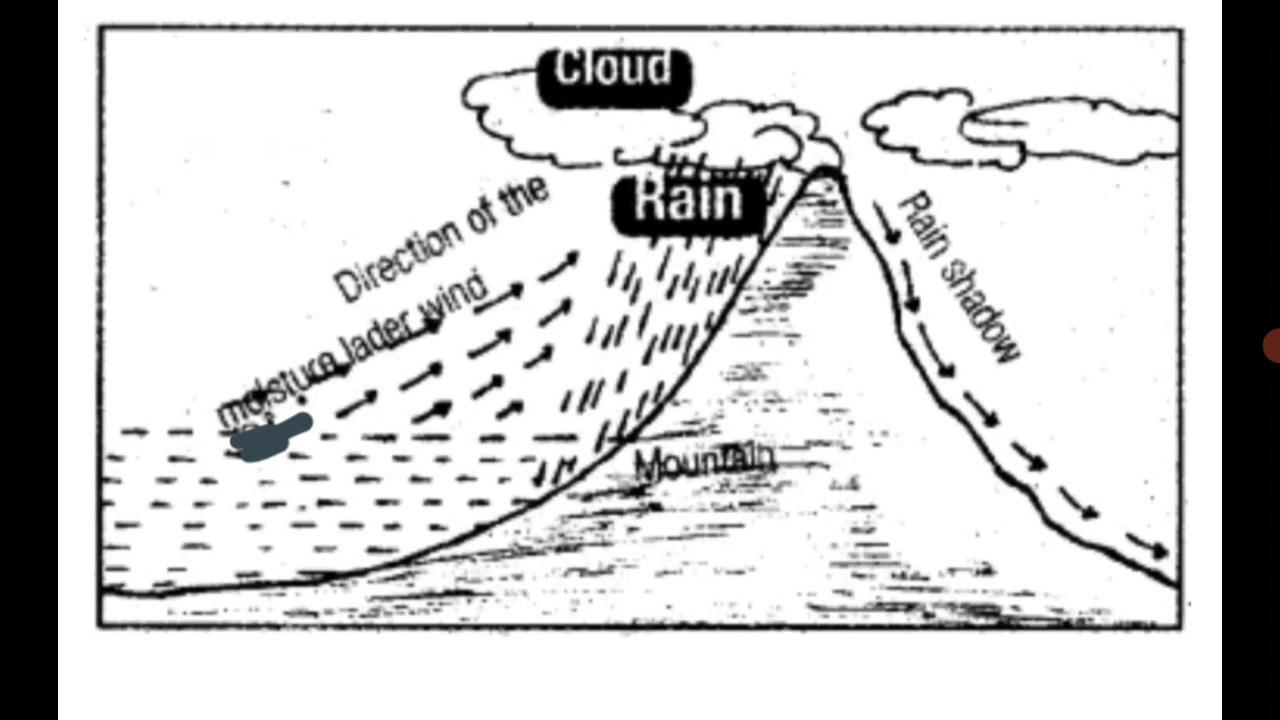 Cloud
Rain
Direction of the
moisture lader wind
Rain shadow
Mountain